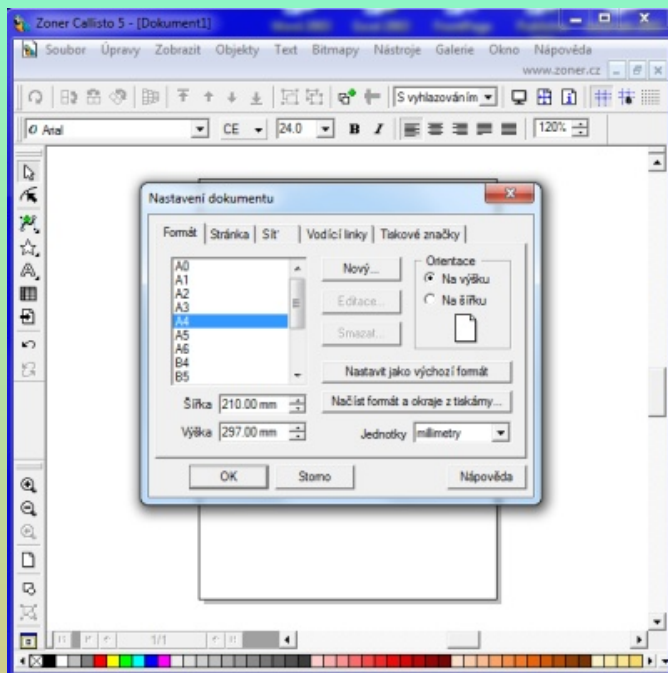 Zoner Callisto 5 - [Dokument1]
Soubor Úpravy Zobrazit Objekty Text Bitmapy Nástroje Galerie Okno Nápověda
www.zoner.cz
S vyhlazováním
Arial CE 24.0 B I 120%
Nastavení dokumentu
Formát Stránka Síť Vodící linky Tiskové značky
A0
A1
A2
A3
A4
A5
A6
B4
B5
Nový...
Editace...
Smazat...
Orientace
Na výšku
Na šířku
Nastavit jako výchozí formát
Šířka 210.00 mm
Načíst formát a okraje z tiskárny...
Výška 297.00 mm
Jednotky milimetry
OK Storno Nápověda
1/1